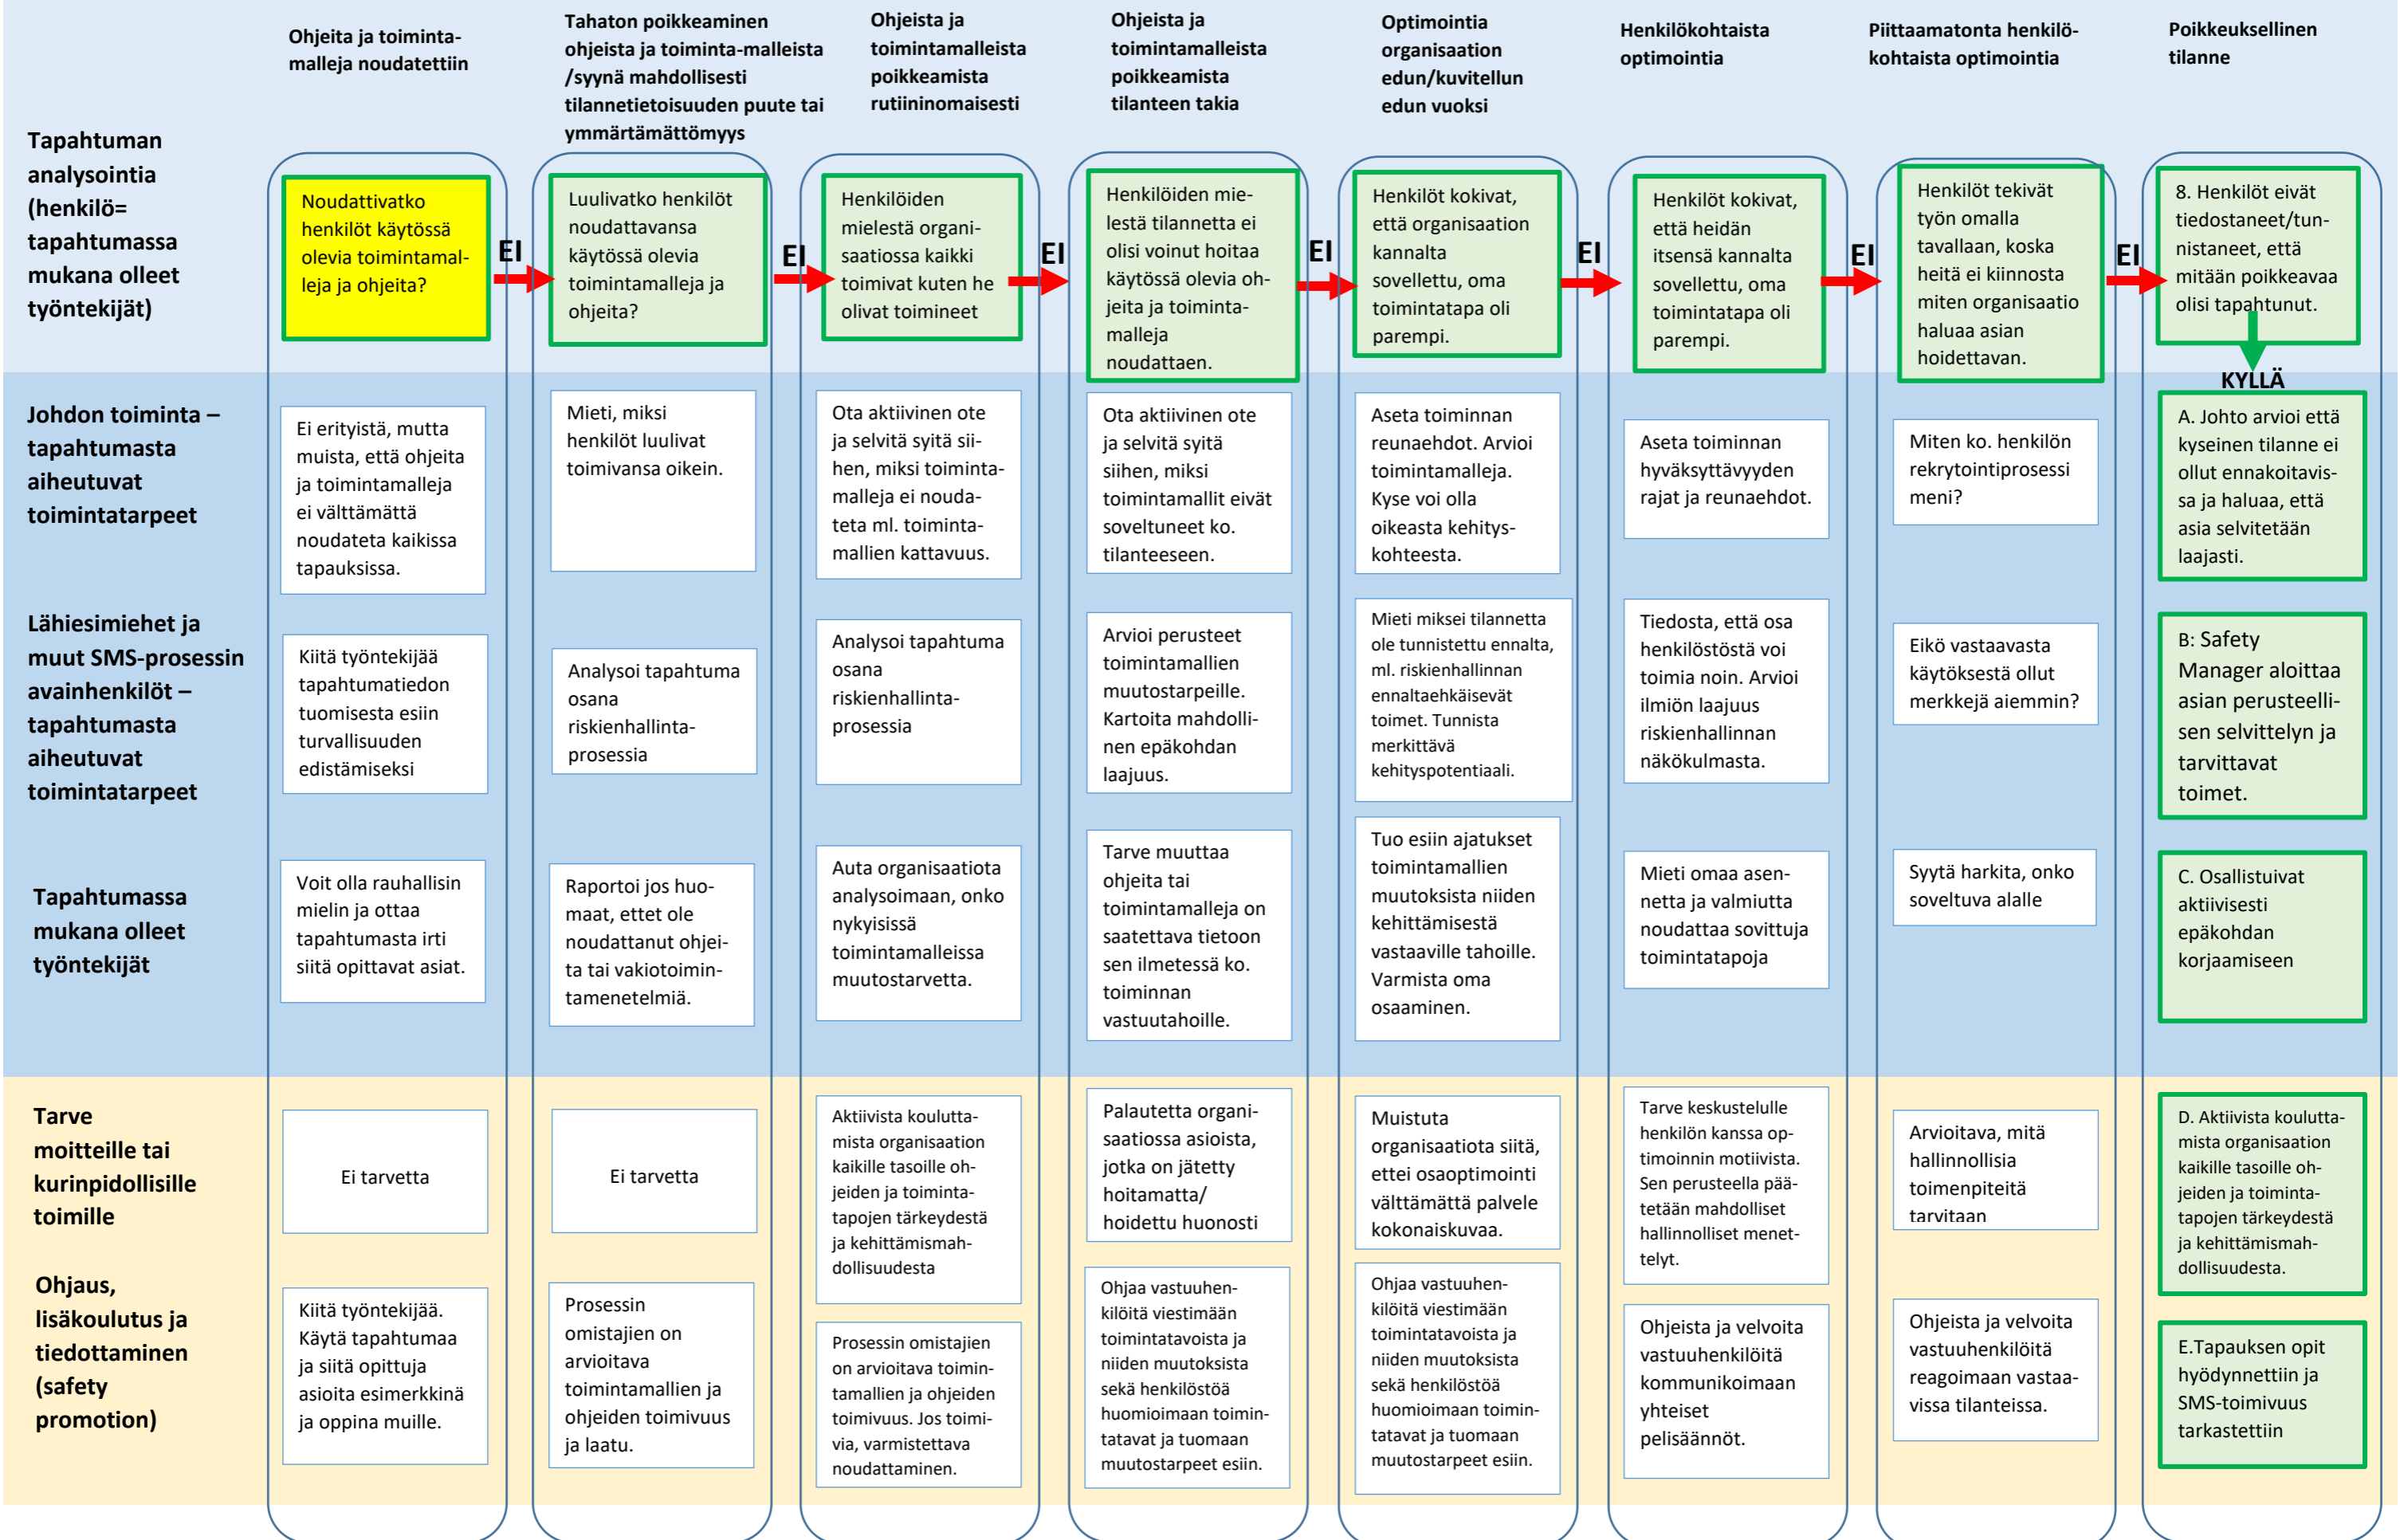 Ohjeita ja toiminta-
malleja noudatettiin
Tahaton poikkeaminen
ohjeista ja toiminta-malleista
/syynä mahdollisesti
tilannetietoisuuden puute tai
ymmärtämättömyys
Ohjeista ja
toimintamalleista
poikkeamista
rutiininomaisesti
Ohjeista ja
toimintamalleista
poikkeamista
tilanteen takia
Optimointia
organisaation
edun/kuvitellun
edun vuoksi
Henkilökohtaista
optimointia
Piittaamatonta henkilö-
kohtaista optimointia
Poikkeuksellinen
tilanne
Tapahtuman
analysointia
(henkilö=
tapahtumassa
mukana olleet
työntekijät)
Noudattivatko
henkilöt käytössä
olevia toimintamal-
leja ja ohjeita?
EI
Luulivatko henkilöt
noudattavansa
käytössä olevia
toimintamalleja ja
ohjeita?
EI
Henkilöiden
mielestä organi-
saatiossa kaikki
toimivat kuten he
olivat toimineet
EI
Henkilöiden mie-
lestä tilannetta ei
olisi voinut hoitaa
käytössä olevia oh-
jeita ja toiminta-
malleja
noudattaen.
EI
Henkilöt kokivat,
että organisaation
kannalta
sovellettu, oma
toimintatapa oli
parempi.
EI
Henkilöt kokivat,
että heidän
itsensä kannalta
sovellettu, oma
toimintatapa oli
parempi.
EI
Henkilöt tekivät
työn omalla
tavallaan, koska
heitä ei kiinnosta
miten organisaatio
haluaa asian
hoidettavan.
EI
8. Henkilöt eivät
tiedostaneet/tun-
nistaneet, että
mitään poikkeavaa
olisi tapahtunut.
KYLLÄ
Johdon toiminta –
tapahtumasta
aiheutuvat
toimintatarpeet
Ei erityistä, mutta
muista, että ohjeita
ja toimintamalleja
ei välttämättä
noudateta kaikissa
tapauksissa.
Mieti, miksi
henkilöt luulivat
toimivansa oikein.
Ota aktiivinen ote
ja selvitä syitä sii-
hen, miksi toiminta-
malleja ei nouda-
teta ml. toiminta-
mallien kattavuus.
Ota aktiivinen ote
ja selvitä syitä
siihen, miksi
toimintamallit eivät
soveltuneet ko.
tilanteeseen.
Aseta toiminnan
reunaehdot. Arvioi
toimintamalleja.
Kyse voi olla
oikeasta kehitys-
kohteesta.
Aseta toiminnan
hyväksyttävyyden
rajat ja reunaehdot.
Miten ko. henkilön
rekrytointiprosessi
meni?
A. Johto arvioi että
kyseinen tilanne ei
ollut ennakoitavis-
sa ja haluaa, että
asia selvitetään
laajasti.
Lähiesimiehet ja
muut SMS-prosessin
avainhenkilöt –
tapahtumasta
aiheutuvat
toimintatarpeet
Kiitä työntekijää
tapahtumatiedon
tuomisesta esiin
turvallisuuden
edistämiseksi
Analysoi tapahtuma
osana
riskienhallinta-
prosessia
Analysoi tapahtuma
osana
riskienhallinta-
prosessia
Arvioi perusteet
toimintamallien
muutostarpeille.
Kartoita mahdolli-
nen epäkohdan
laajuus.
Mieti miksei tilannetta
ole tunnistettu ennalta,
ml. riskienhallinnan
ennaltaehkäisevät
toimet. Tunnista
merkittävä
kehityspotentiaali.
Tiedosta, että osa
henkilöstöstä voi
toimia noin. Arvioi
ilmiön laajuus
riskienhallinnan
näkökulmasta.
Eikö vastaavasta
käytöksestä ollut
merkkejä aiemmin?
B: Safety
Manager aloittaa
asian perusteelli-
sen selvittelyn ja
tarvittavat
toimet.
Tapahtumassa
mukana olleet
työntekijät
Voit olla rauhallisin
mielin ja ottaa
tapahtumasta irti
siitä opittavat asiat.
Raportoi jos huo-
maat, ettet ole
noudattanut ohjei-
ta tai vakiotoimin-
tamenetelmiä.
Auta organisaatiota
analysoimaan, onko
nykyisissä
toimintamalleissa
muutostarvetta.
Tarve muuttaa
ohjeita tai
toimintamalleja on
saatettava tietoon
sen ilmetessä ko.
toiminnan
vastuutahoille.
Tuo esiin ajatukset
toimintamallien
muutoksista niiden
kehittämisestä
vastaaville tahoille.
Varmista oma
osaaminen.
Mieti omaa asen-
netta ja valmiutta
noudattaa sovittuja
toimintatapoja
Syytä harkita, onko
soveltuva alalle
C. Osallistuivat
aktiivisesti
epäkohdan
korjaamiseen
Tarve
moitteille tai
kurinpidollisille
toimille
Ei tarvetta
Ei tarvetta
Aktiivista koulutta-
mista organisaation
kaikille tasoille oh-
jeiden ja toiminta-
tapojen tärkeydestä
ja kehittämismah-
dollisuudesta
Palautetta organi-
saatiossa asioista,
jotka on jätetty
hoitamatta/
hoidettu huonosti
Muistuta
organisaatiota siitä,
ettei osaoptimointi
välttämättä palvele
kokonaiskuvaa.
Tarve keskustelulle
henkilön kanssa op-
timoinnin motiivista.
Sen perusteella pää-
tetään mahdolliset
hallinnolliset menet-
telyt.
Arvioitava, mitä
hallinnollisia
toimenpiteitä
tarvitaan
D. Aktiivista koulutta-
mista organisaation
kaikille tasoille oh-
jeiden ja toiminta-
tapojen tärkeydestä
ja kehittämismah-
dollisuudesta.
Ohjaus,
lisäkoulutus ja
tiedottaminen
(safety
promotion)
Kiitä työntekijää.
Käytä tapahtumaa
ja siitä opittuja
asioita esimerkkinä
ja oppina muille.
Prosessin
omistajien on
arvioitava
toimintamallien ja
ohjeiden toimivuus
ja laatu.
Prosessin omistajien
on arvioitava toimin-
tamallien ja ohjeiden
toimivuus. Jos toimi-
via, varmistettava
noudattaminen.
Ohjaa vastuuhen-
kilöitä viestimään
toimintatavoista ja
niiden muutoksista
sekä henkilöstöä
huomioimaan toimin-
tatavat ja tuomaan
muutostarpeet esiin.
Ohjaa vastuuhen-
kilöitä viestimään
toimintatavoista ja
niiden muutoksista
sekä henkilöstöä
huomioimaan toimin-
tatavat ja tuomaan
muutostarpeet esiin.
Ohjeista ja velvoita
vastuuhenkilöitä
kommunikoimaan
yhteiset
pelisäännöt.
Ohjeista ja velvoita
vastuuhenkilöitä
reagoimaan vastaa-
vissa tilanteissa.
E.Tapauksen opit
hyödynnettiin ja
SMS-toimivuus
tarkastettiin